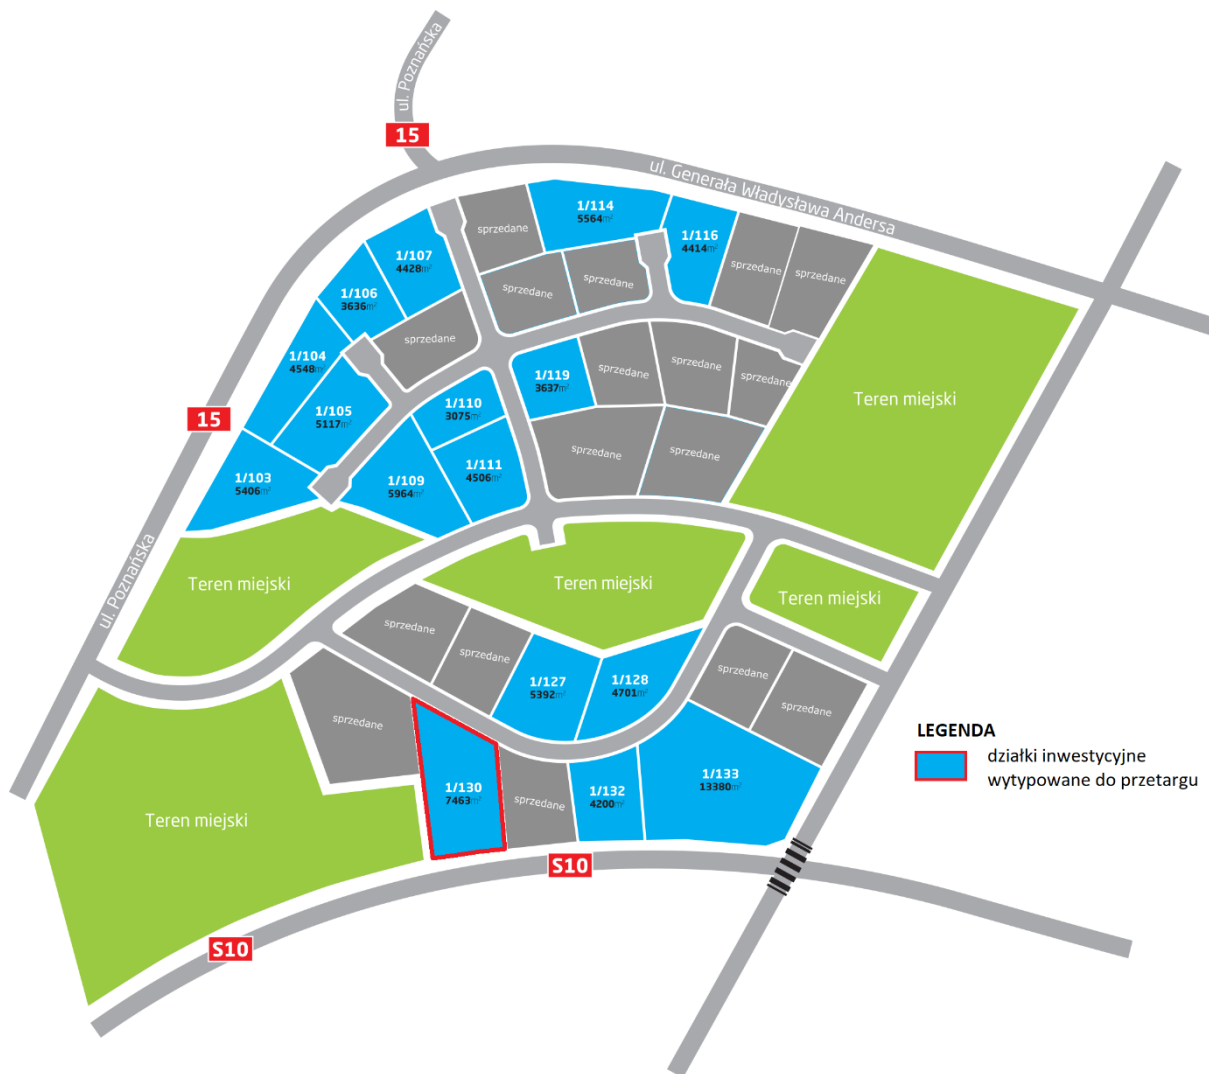 ul. Poznańska
15
ul. Generała Władysława Andersa
1/114
5564m²
sprzedane
1/116
4414m²
1/107
4428m²
sprzedane
sprzedane
sprzedane
sprzedane
1/106
3636m²
sprzedane
1/104
4548m²
1/119
3637m²
sprzedane
sprzedane
sprzedane
Teren miejski
15
1/105
5117m²
1/110
3075m²
sprzedane
sprzedane
1/103
5406m²
1/109
5964m²
1/111
4506m²
ul. Poznańska
Teren miejski
Teren miejski
Teren miejski
sprzedane
sprzedane
1/127
5392m²
1/128
4701m²
sprzedane
sprzedane
sprzedane
1/130
7463m²
sprzedane
1/132
4200m²
1/133
13380m²
LEGENDA
działki inwestycyjne
wytypowane do przetargu
Teren miejski
S10
S10